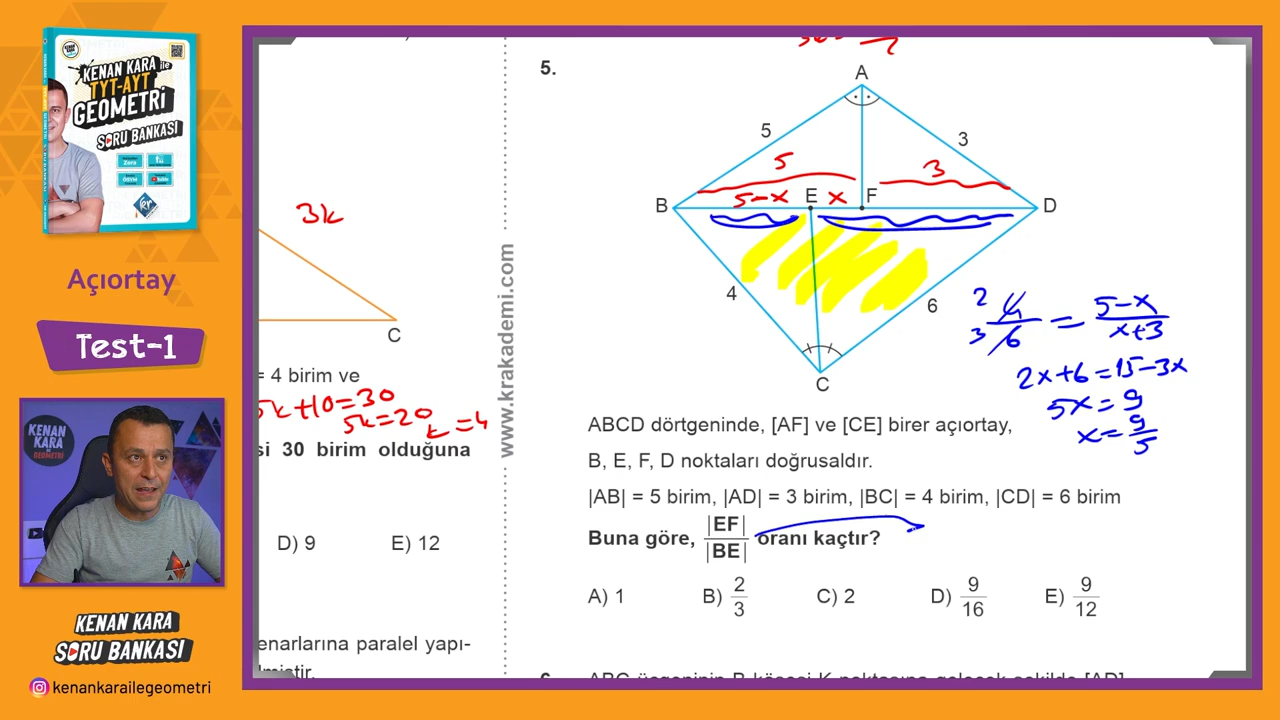 KENAN KARA ile
TYT-AYT
GEOMETRİ
SORU BANKASI
Açıortay
Test-1
KENAN KARA
SORU BANKASI
kenankarailegeometri
3k
C
= 4 birim ve
5k+10=30
5k=20
k=4
si 30 birim olduğuna
D) 9 E) 12
enarlarına paralel yapı-
www.krakademi.com
5.
A
5 3
5 3
B 5-x E x F D
4 6
C
4/6 = 5-x/x+3
2 3
2x+6=15-3x
5x=9
x=9/5
ABCD dörtgeninde, [AF] ve [CE] birer açıortay,
B, E, F, D noktaları doğrusaldır.
|AB| = 5 birim, |AD| = 3 birim, |BC| = 4 birim, |CD| = 6 birim
Buna göre, |EF|/|BE| oranı kaçtır?
A) 1 B) 2/3 C) 2 D) 9/16 E) 9/12